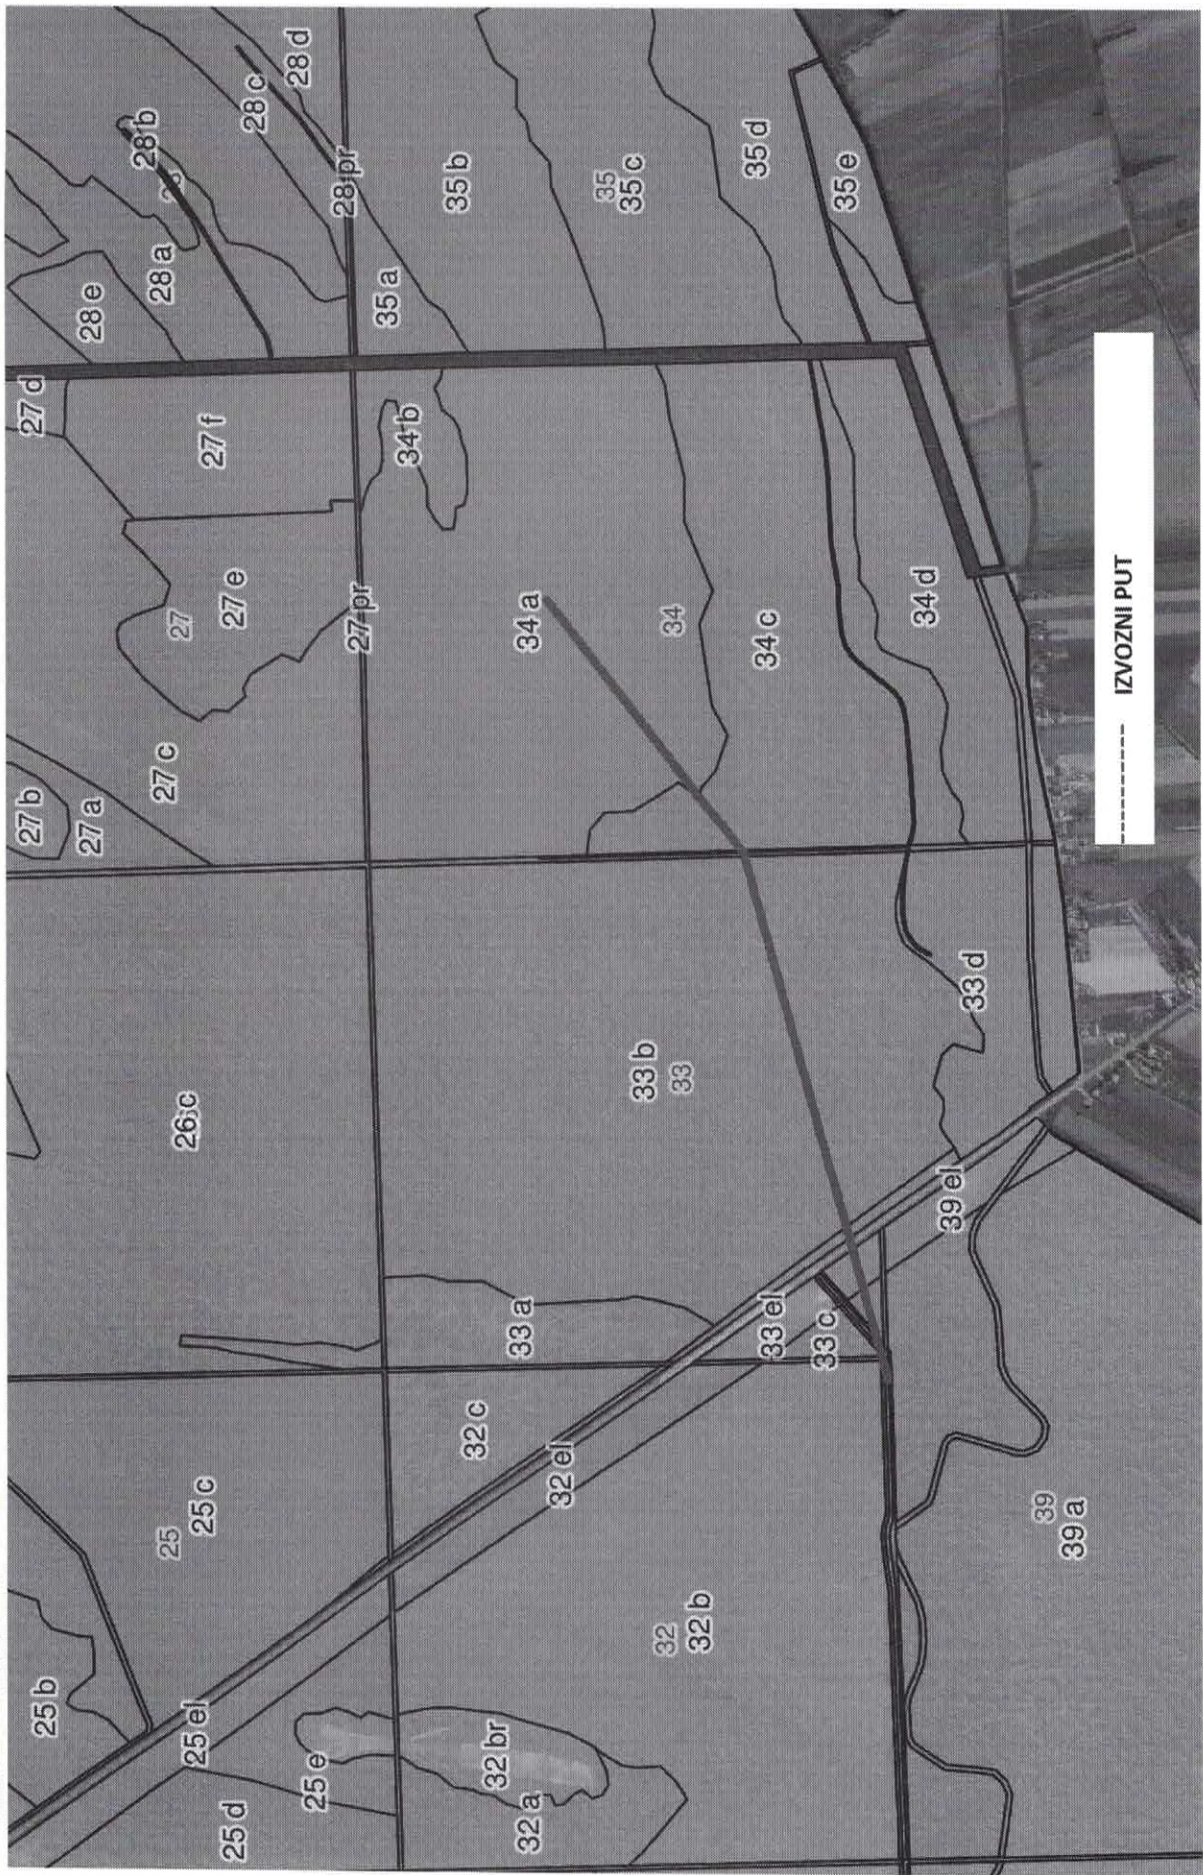 25 b
25 el
25 d
25 e
25
25 c
26 c
27 b
27 a
27 c
27
27 e
27 f
27 d
27 pr
28 e
28 a
28 b
28
28 c
28 d
28 pr
32 a
32 br
32 el
32 c
32
32 b
33 a
33 el
33 c
33 b
33
33 d
34 a
34 b
34
34 c
34 d
35 a
35 b
35
35 c
35 d
35 e
39 el
39
39 a
IZVOZNI PUT